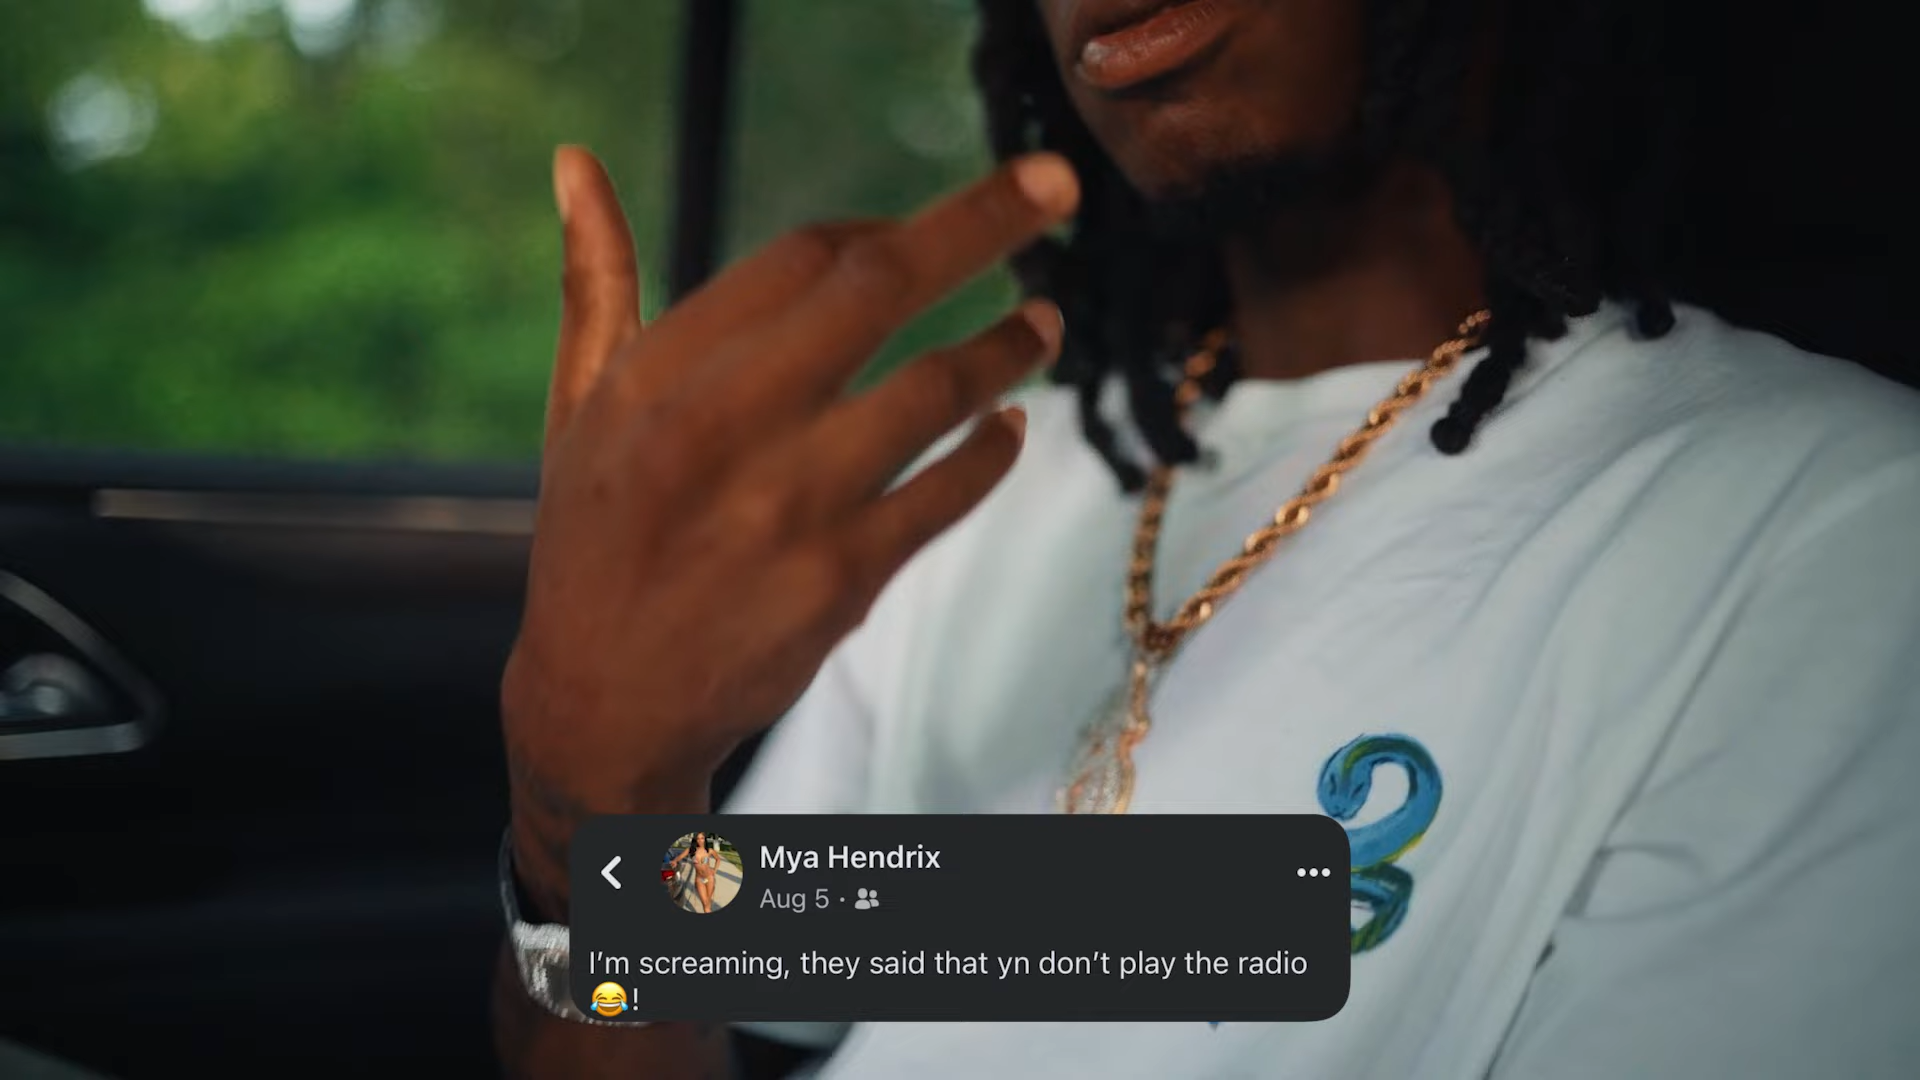 Mya Hendrix
Aug 5 ·
I’m screaming, they said that yn don’t play the radio
😂!